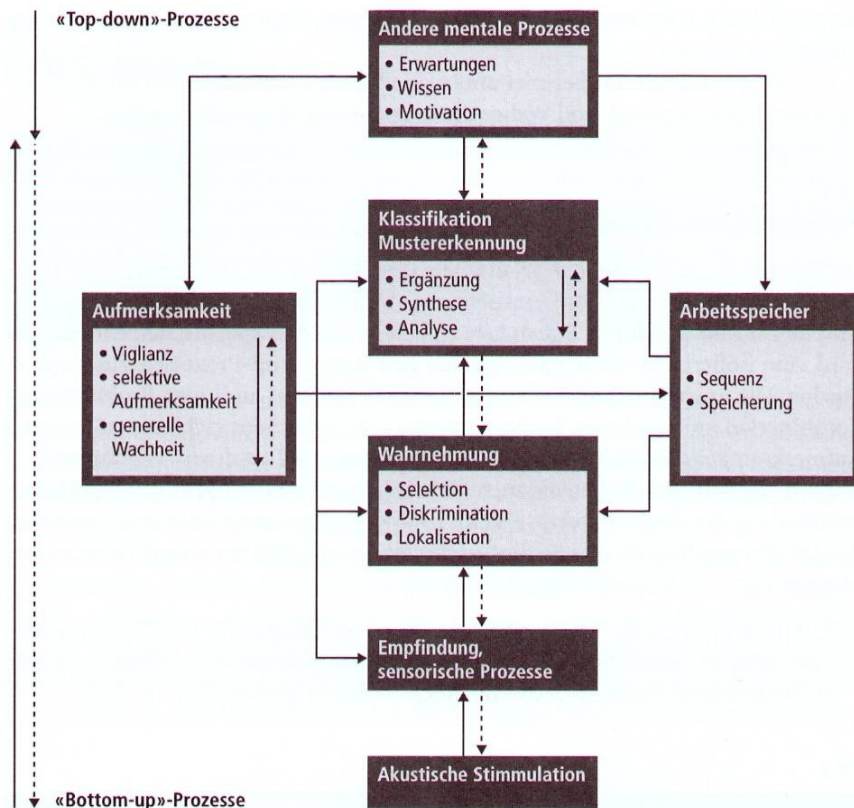 «Top-down»-Prozesse
Andere mentale Prozesse
• Erwartungen
• Wissen
• Motivation
Klassifikation
Mustererkennung
• Ergänzung
• Synthese
• Analyse
Aufmerksamkeit
• Viglianz
• selektive
Aufmerksamkeit
• generelle
Wachheit
Arbeitsspeicher
• Sequenz
• Speicherung
Wahrnehmung
• Selektion
• Diskrimination
• Lokalisation
Empfindung,
sensorische Prozesse
Akustische Stimmulation
«Bottom-up»-Prozesse